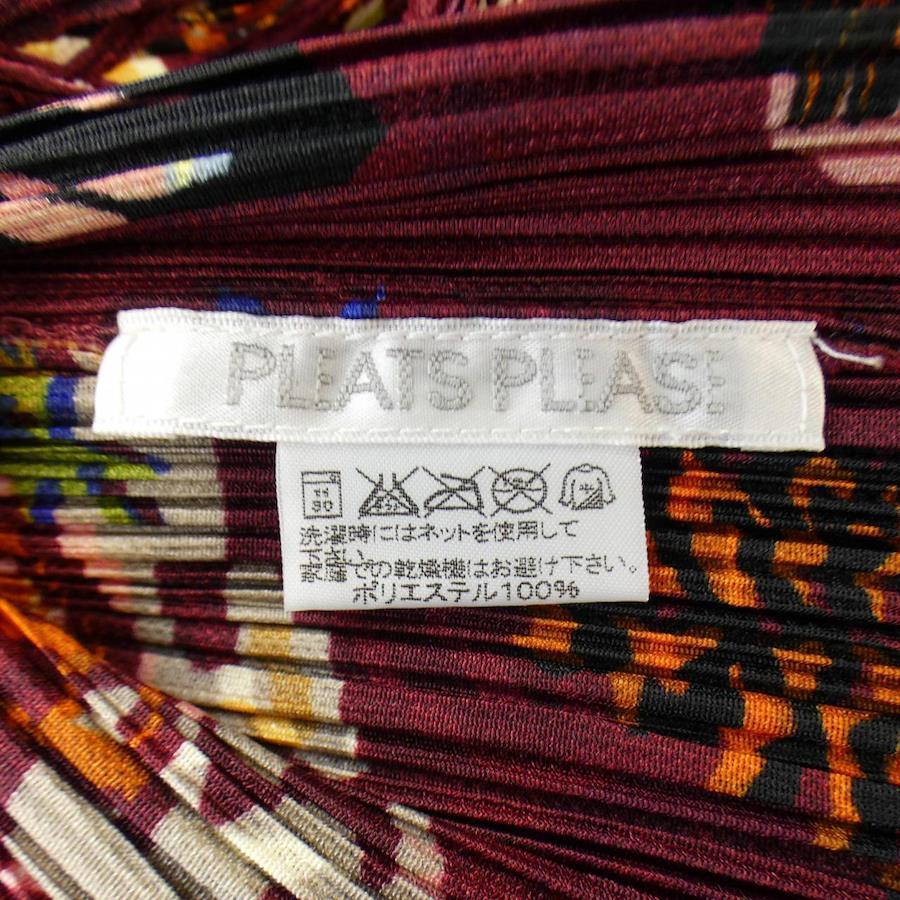 PLEATS PLEASE
30
洗濯時にはネットを使用して
下さい。
家庭での乾燥機はお避け下さい。
ポリエステル100%